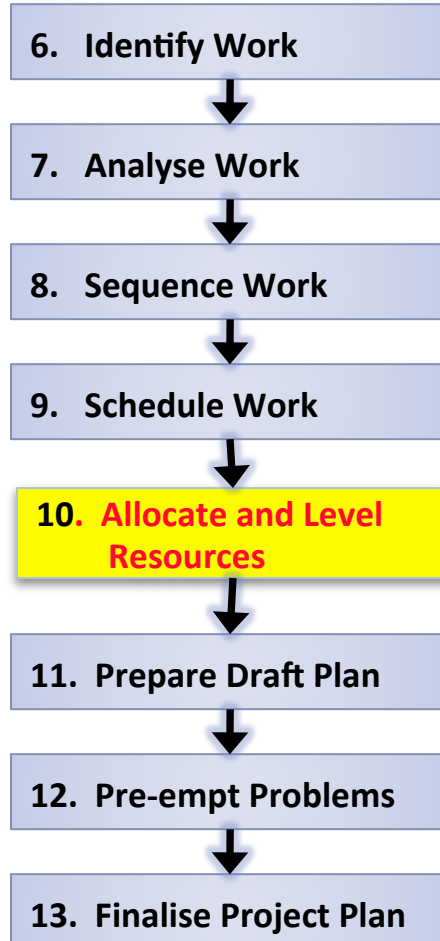 6. Identify Work
7. Analyse Work
8. Sequence Work
9. Schedule Work
10. Allocate and Level
Resources
11. Prepare Draft Plan
12. Pre-empt Problems
13. Finalise Project Plan